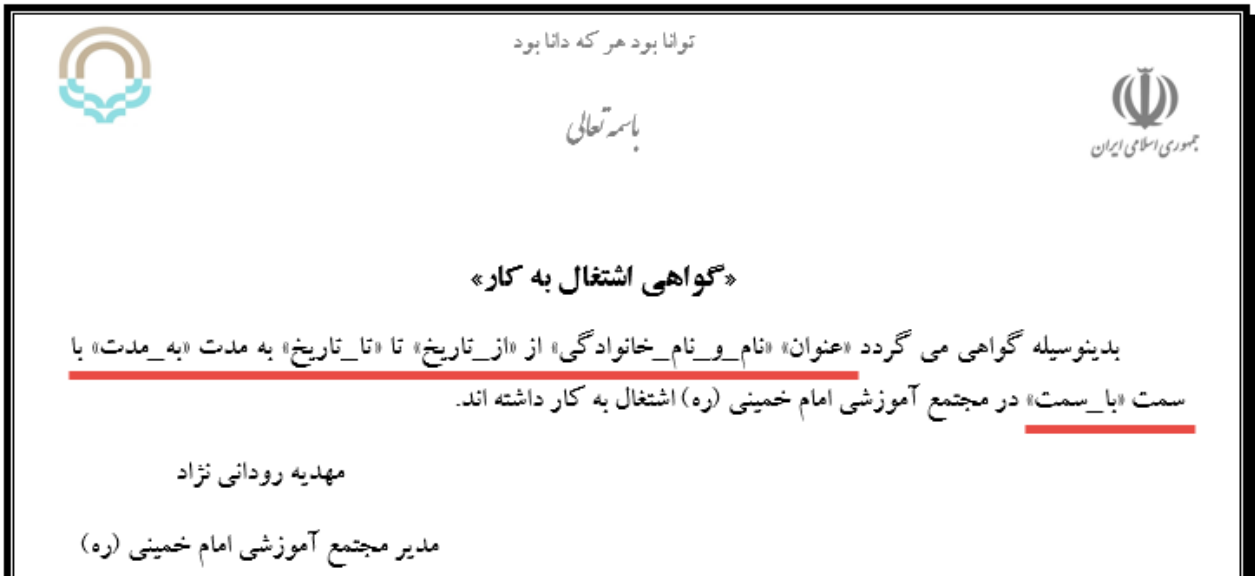 توانا بود هر که دانا بود
باسمه تعالی
جمهوری اسلامی ایران
«گواهی اشتغال به کار»
بدینوسیله گواهی می گردد «عنوان» «نام_و_نام_خانوادگی» از «از_تاریخ» تا «تا_تاریخ» به مدت «به_مدت» با
سمت «با_سمت» در مجتمع آموزشی امام خمینی (ره) اشتغال به کار داشته اند.
مهدیه رودانی نژاد
مدیر مجتمع آموزشی امام خمینی (ره)